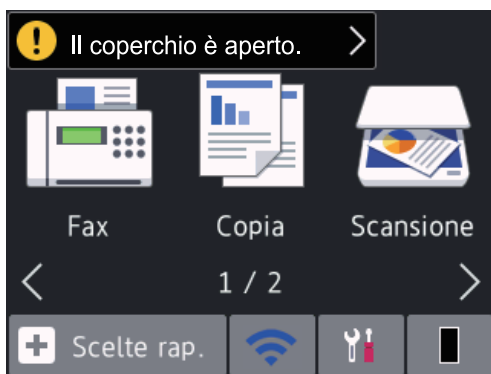 Il coperchio è aperto.
Fax
Copia
Scansione
1 / 2
Scelte rap.